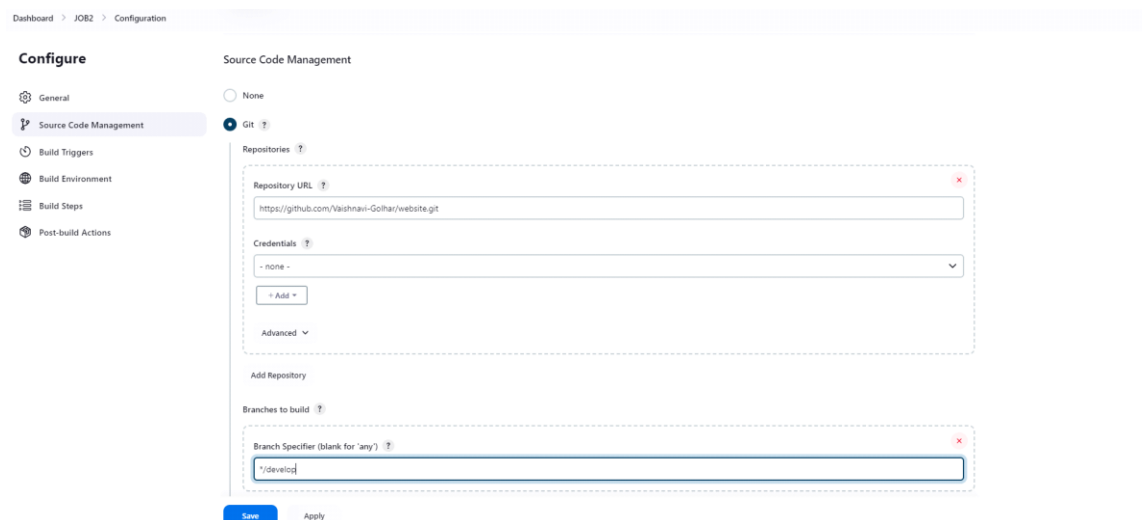 Dashboard > JOB2 > Configuration
Configure
General
Source Code Management
Build Triggers
Build Environment
Build Steps
Post-build Actions
Source Code Management
None
Git ?
Repositories ?
Repository URL ?
https://github.com/Vaishnavi-Golhar/website.git
Credentials ?
- none -
+ Add
Advanced
Add Repository
Branches to build ?
Branch Specifier (blank for 'any') ?
*/develop
Save Apply